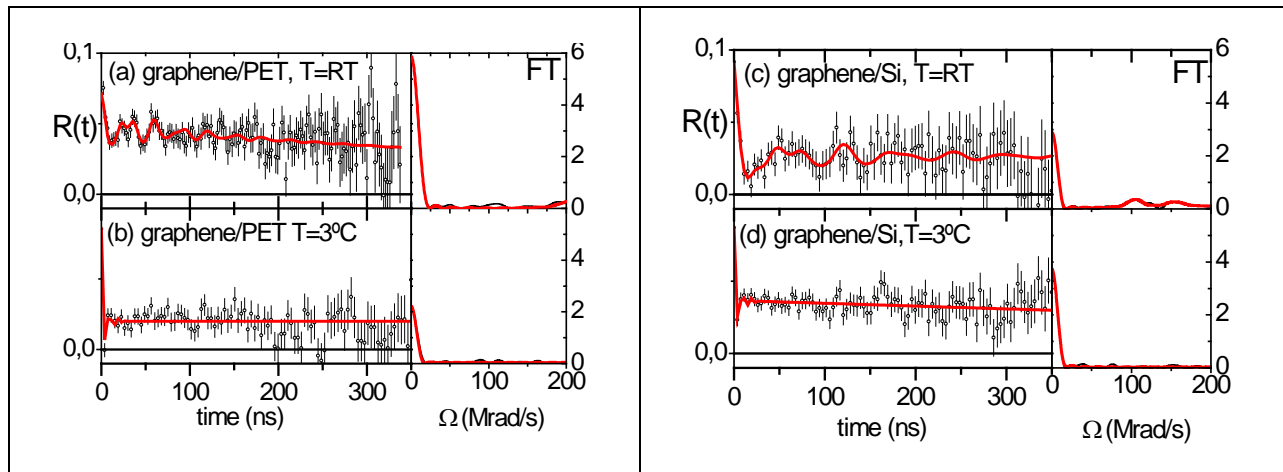 0,1
R(t)
0,0
(a) graphene/PET, T=RT
FT
6
4
2
0
(b) graphene/PET T=3ºC
0,0
4
2
0
0 100 200 300
0 100 200
time (ns)
Ω (Mrad/s)
0,1
R(t)
0,0
(c) graphene/Si, T=RT
FT
6
4
2
0
(d) graphene/Si,T=3ºC
0,0
4
2
0
0 100 200 300
0 100 200
time (ns)
Ω (Mrad/s)